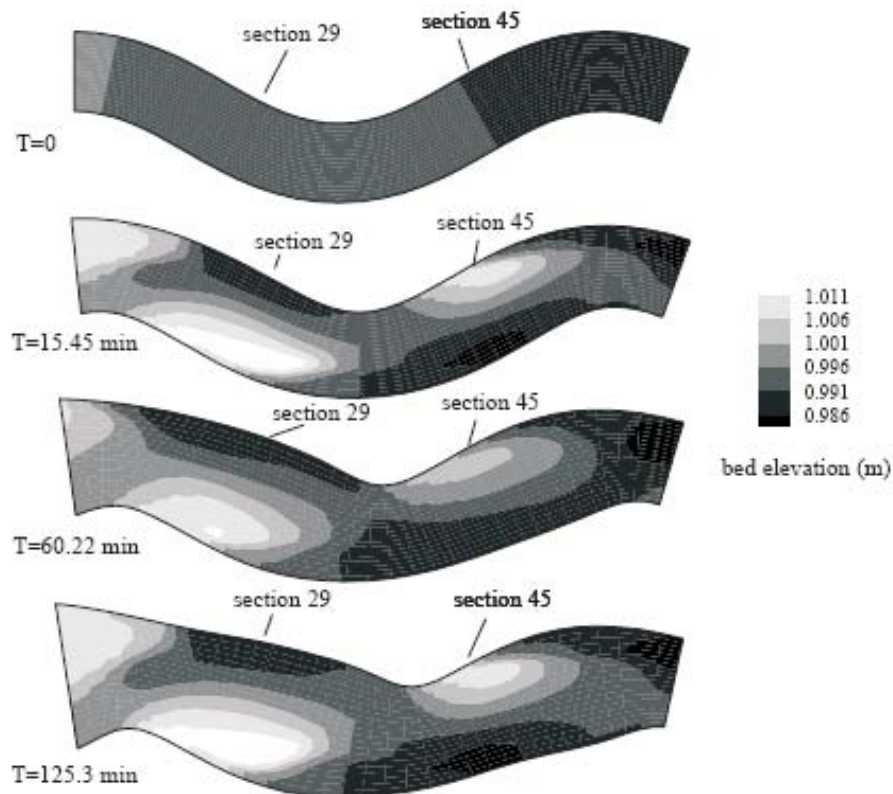 section 29
section 45
T=0
section 29
section 45
T=15.45 min
1.011
1.006
1.001
0.996
0.991
0.986
bed elevation (m)
section 29
section 45
T=60.22 min
section 29
section 45
T=125.3 min